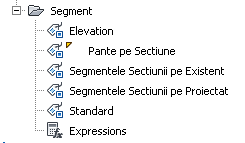 Segment
Elevation
Pante pe Sectiune
Segmentele Sectiunii pe Existent
Segmentele Sectiunii pe Proiectat
Standard
Expressions